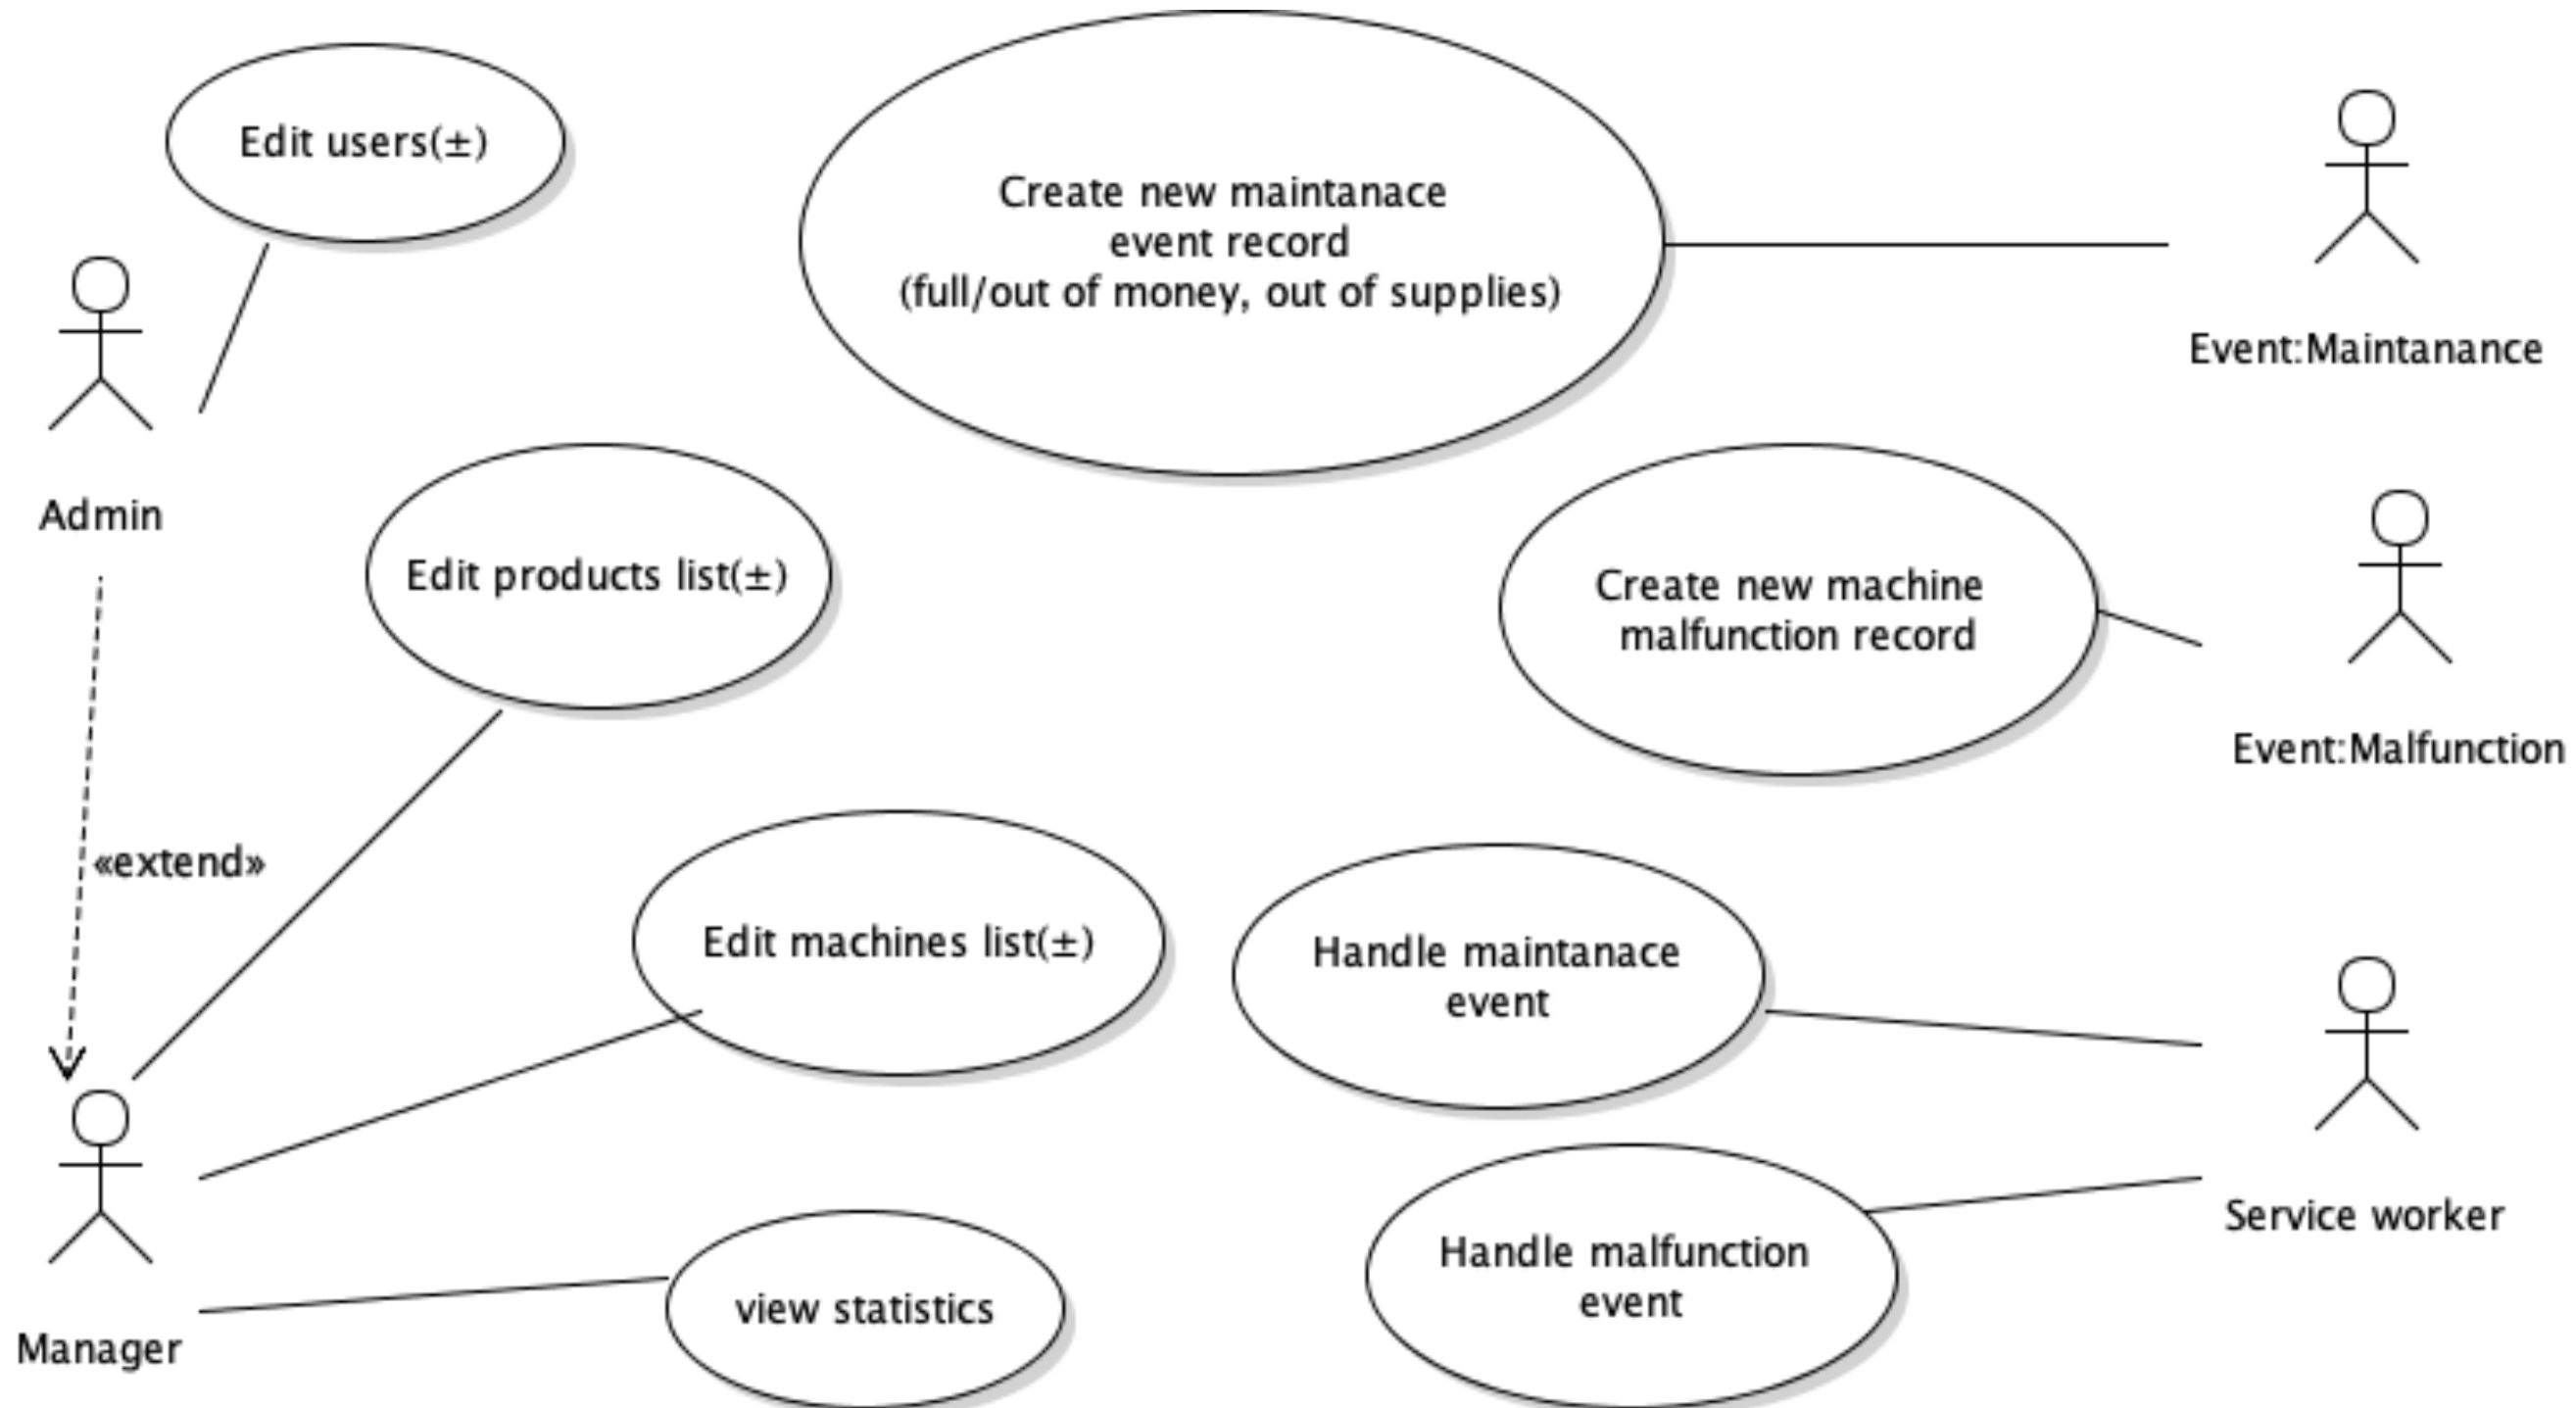 Edit users(±)
Create new maintanace
event record
(full/out of money, out of supplies)
Event:Maintanance
Admin
Edit products list(±)
Create new machine
malfunction record
Event:Malfunction
«extend»
Edit machines list(±)
Handle maintanace
event
Service worker
Handle malfunction
event
view statistics
Manager